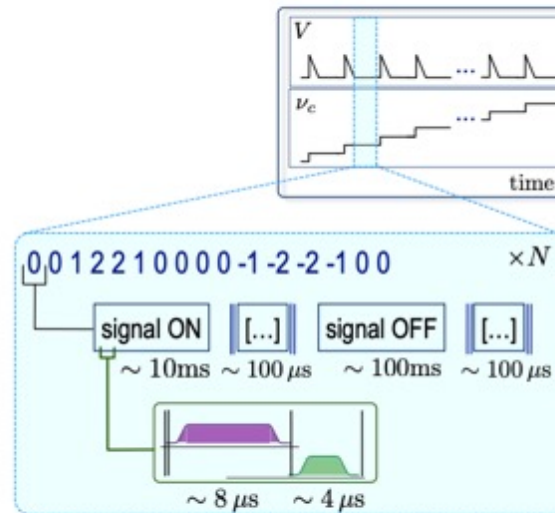 V
...
ν_c
...
time
0 0 1 2 2 1 0 0 0 0 -1 -2 -2 -1 0 0
×N
signal ON
[...]
signal OFF
[...]
~ 10ms ~ 100 μs ~ 100ms ~ 100 μs
~ 8 μs ~ 4 μs